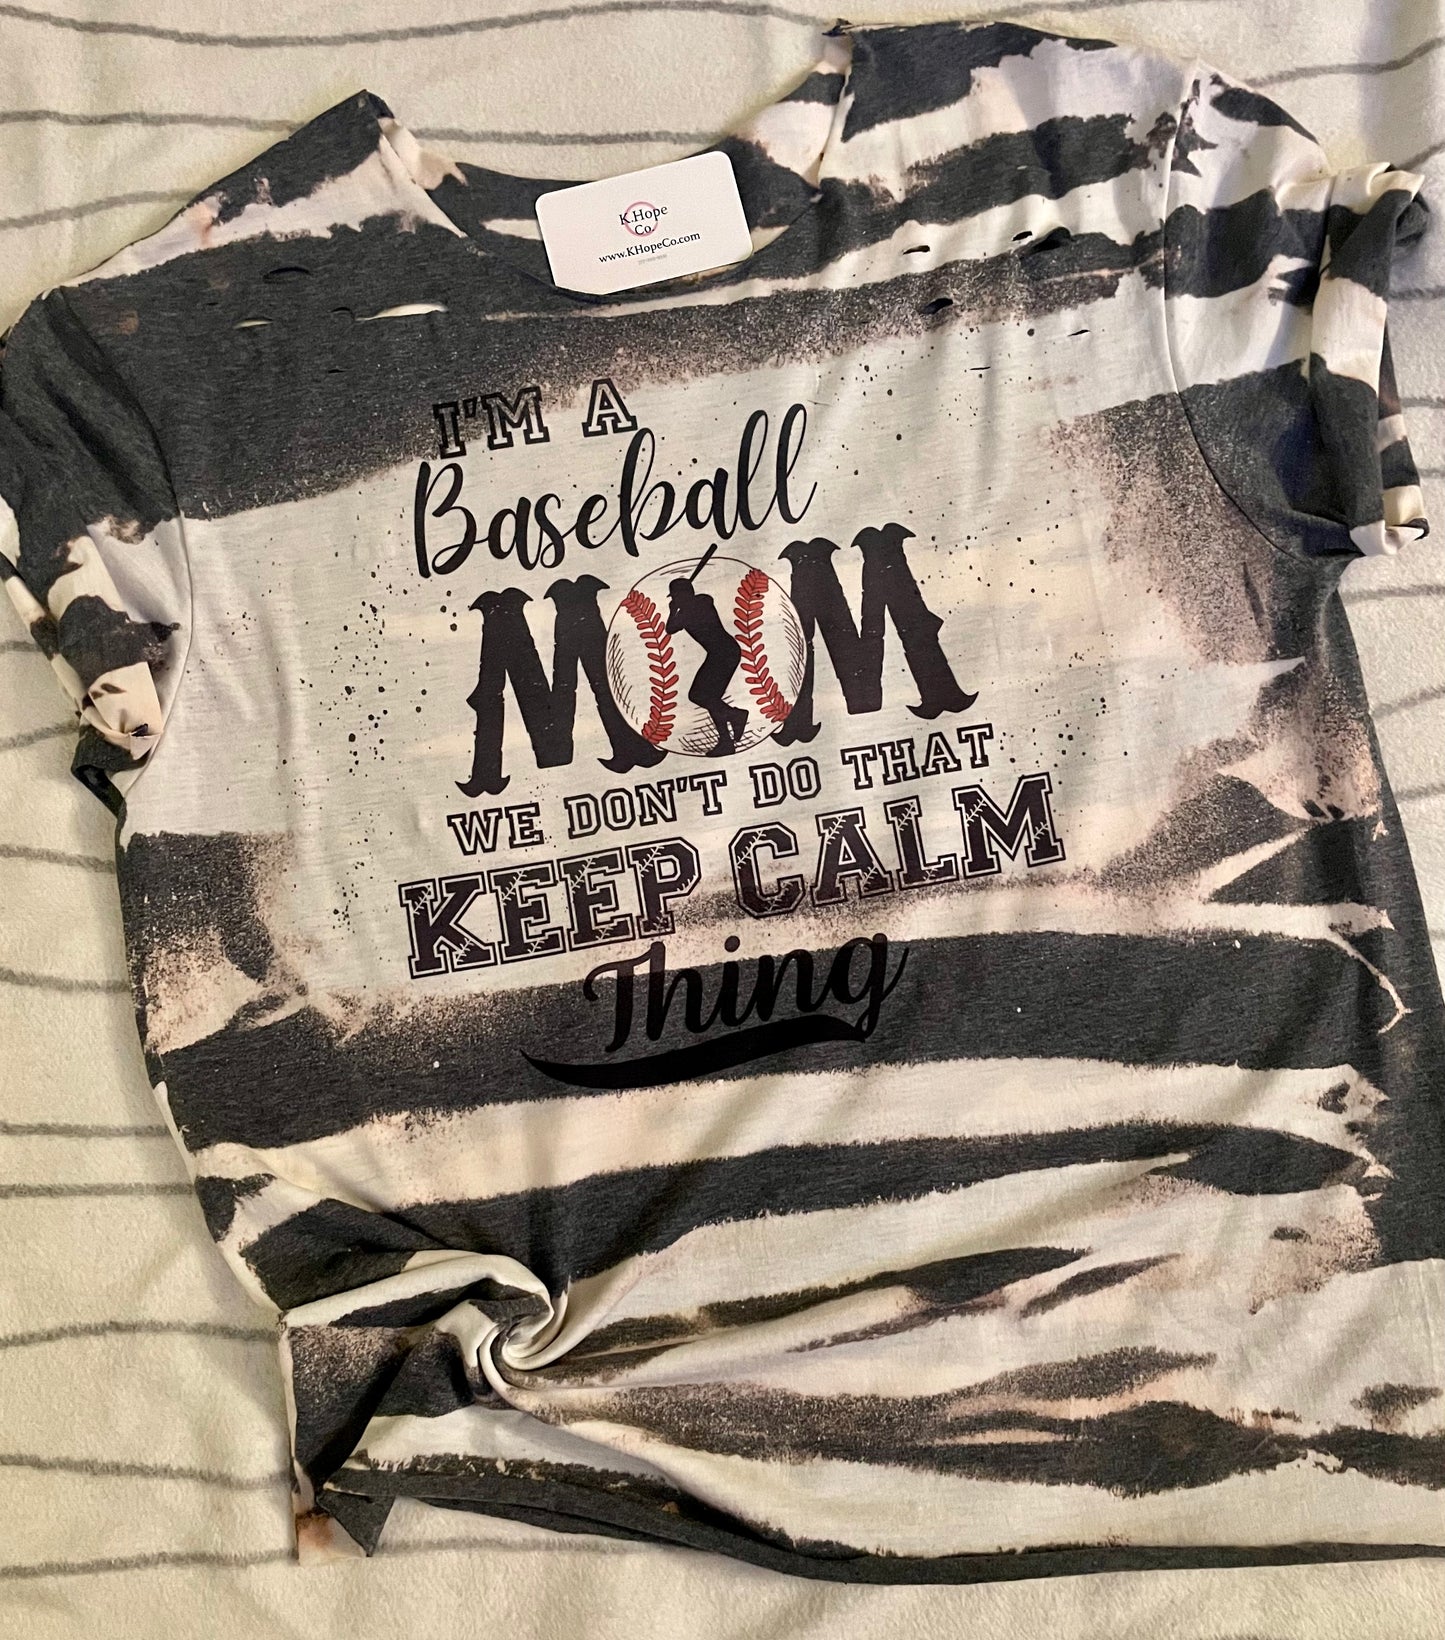 K.Hope
Co.
www.KHopeCo.com
I'M A
Baseball
MOM
WE DON'T DO THAT
KEEP CALM
Thing